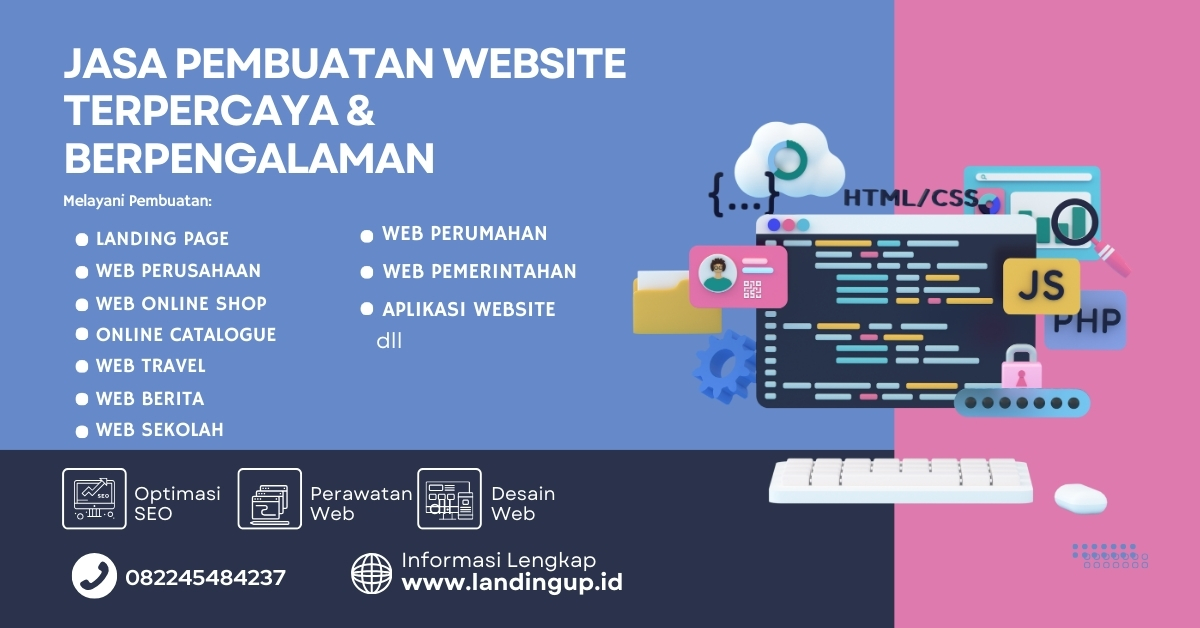 JASA PEMBUATAN WEBSITE
TERPERCAYA &
BERPENGALAMAN
Melayani Pembuatan:
LANDING PAGE
WEB PERUSAHAAN
WEB ONLINE SHOP
ONLINE CATALOGUE
WEB TRAVEL
WEB BERITA
WEB SEKOLAH
WEB PERUMAHAN
WEB PEMERINTAHAN
APLIKASI WEBSITE
dll
{...}
HTML/CSS
JS
PHP
SEO
Optimasi
SEO
Perawatan
Web
dll
Desain
Web
082245484237
Informasi Lengkap
www.landingup.id